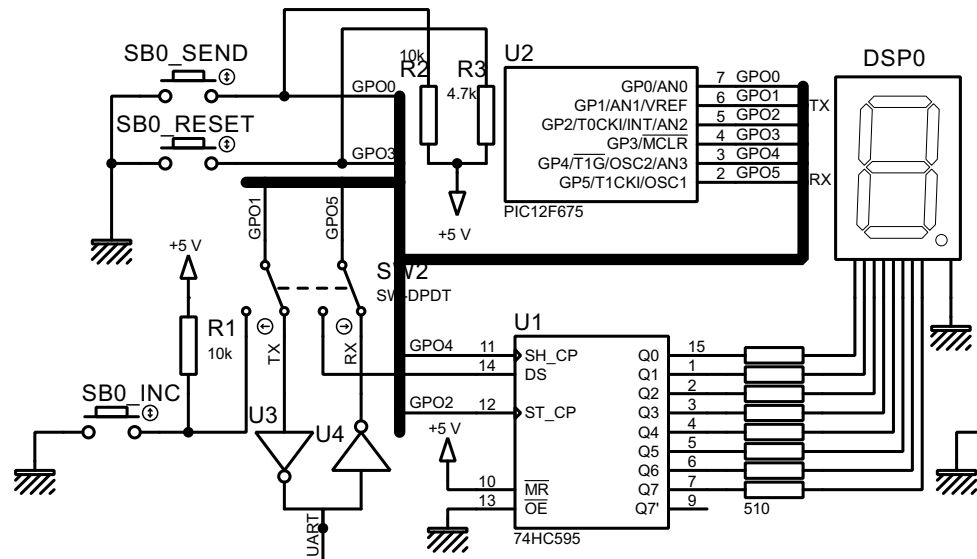 SB0_SEND
SB0_RESET
GPO0
GPO3
10k
R2
R3
4.7k
+5 V
U2
GP0/AN0
GP1/AN1/VREF
GP2/T0CKI/INT/AN2
GP3/MCLR
GP4/T1G/OSC2/AN3
GP5/T1CKI/OSC1
PIC12F675
7 GPO0
6 GPO1
5 GPO2
4 GPO3
3 GPO4
2 GPO5
TX
RX
DSP0
GPO1
GPO5
+5 V
R1
10k
SB0_INC
SW2
SW-DPDT
TX
RX
U3
U4
UART
GPO4
GPO2
+5 V
U1
11 SH_CP
14 DS
12 ST_CP
10 MR
13 OE
Q0 15
Q1 1
Q2 2
Q3 3
Q4 4
Q5 5
Q6 6
Q7 7
Q7' 9
510
74HC595